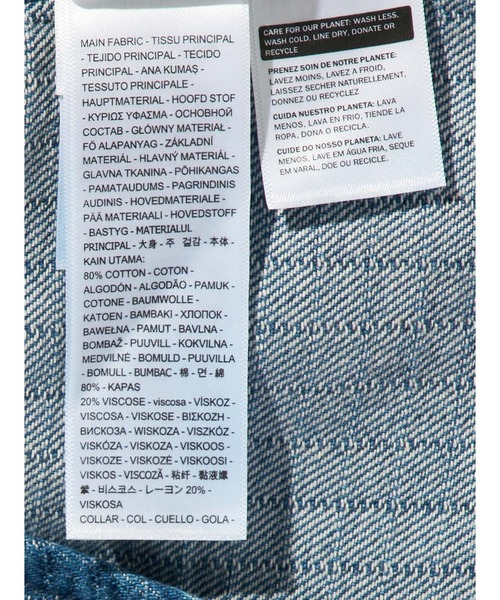 MAIN FABRIC - TISSU PRINCIPAL
- TEJIDO PRINCIPAL - TECIDO
PRINCIPAL - ANA KUMAŞ -
TESSUTO PRINCIPALE -
HAUPTMATERIAL - HOOFD STOF
- ΚΥΡΙΩΣ ΥΦΑΣΜΑ - ОСНОВНОЙ
СОСТАВ - GŁÓWNY MATERIAŁ -
FŐ ALAPANYAG - ZÁKLADNÍ
MATERIÁL - HLAVNÝ MATERIÁL -
GLAVNA TKANINA - PÕHIKANGAS
- PAMATAUDUMS - PAGRINDINIS
AUDINIS - HOVEDMATERIALE -
PÄÄ MATERIAALI - HOVEDSTOFF
- BASTYG - MATERIALUL
PRINCIPAL - 大身 - 주 겉감 - 本体 -
KAIN UTAMA:
80% COTTON - COTON -
ALGODÓN - ALGODÃO - PAMUK -
COTONE - BAUMWOLLE -
KATOEN - BAMBAKI - ХЛОПОК -
BAWEŁNA - PAMUT - BAVLNA -
BOMBAŽ - PUUVILL - KOKVILNA -
MEDVILNĖ - BOMULD - PUUVILLA
- BOMULL - BUMBAC - 棉 - 면 - 綿
80% - KAPAS
20% VISCOSE - viscosa - VİSKOZ -
VISCOSA - VISKOSE - ΒΙΣΚΟΖΗ -
ВИСКОЗА - WISKOZA - VISZKÓZ -
VISKÓZA - VISKOZA - VISKOOS -
VISKOZE - VISKOZĖ - VISKOOSI -
VISKOS - VISCOZĂ - 粘纤 - 黏液嫘
縈 - 비스코스 - レーヨン 20% -
VISKOSA
COLLAR - COL - CUELLO - GOLA -
CARE FOR OUR PLANET: WASH LESS,
WASH COLD, LINE DRY, DONATE OR
RECYCLE
PRENEZ SOIN DE NOTRE PLANETE:
LAVEZ MOINS, LAVEZ A FROID,
LAISSEZ SECHER NATURELLEMENT,
DONNEZ OU RECYCLEZ
CUIDA NUESTRO PLANETA: LAVA
MENOS, LAVA EN FRIO, TIENDE LA
ROPA, DONA O RECICLA.
CUIDE DO NOSSO PLANETA: LAVE
MENOS, LAVE EM ÁGUA FRIA, SEQUE
EM VARAL, DOE OU RECICLE.